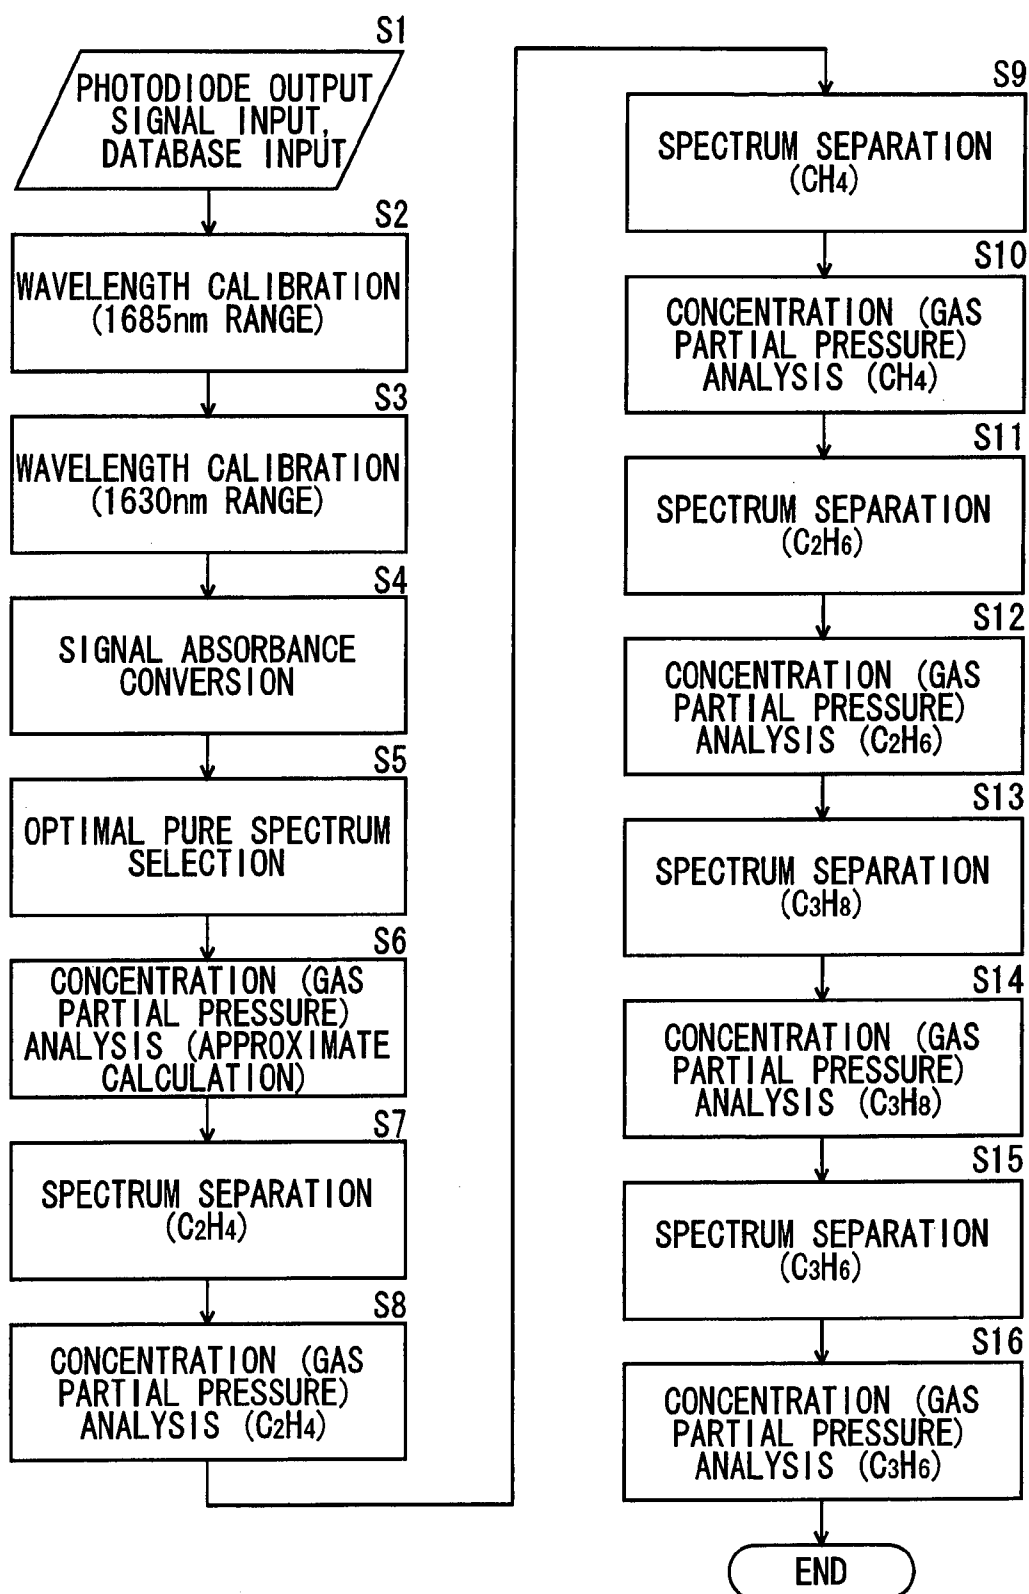 S1
PHOTODIODE OUTPUT
SIGNAL INPUT,
DATABASE INPUT
S2
WAVELENGTH CALIBRATION
(1685nm RANGE)
S3
WAVELENGTH CALIBRATION
(1630nm RANGE)
S4
SIGNAL ABSORBANCE
CONVERSION
S5
OPTIMAL PURE SPECTRUM
SELECTION
S6
CONCENTRATION (GAS
PARTIAL PRESSURE)
ANALYSIS (APPROXIMATE
CALCULATION)
S7
SPECTRUM SEPARATION
(C2H4)
S8
CONCENTRATION (GAS
PARTIAL PRESSURE)
ANALYSIS (C2H4)
S9
SPECTRUM SEPARATION
(CH4)
S10
CONCENTRATION (GAS
PARTIAL PRESSURE)
ANALYSIS (CH4)
S11
SPECTRUM SEPARATION
(C2H6)
S12
CONCENTRATION (GAS
PARTIAL PRESSURE)
ANALYSIS (C2H6)
S13
SPECTRUM SEPARATION
(C3H8)
S14
CONCENTRATION (GAS
PARTIAL PRESSURE)
ANALYSIS (C3H8)
S15
SPECTRUM SEPARATION
(C3H6)
S16
CONCENTRATION (GAS
PARTIAL PRESSURE)
ANALYSIS (C3H6)
END